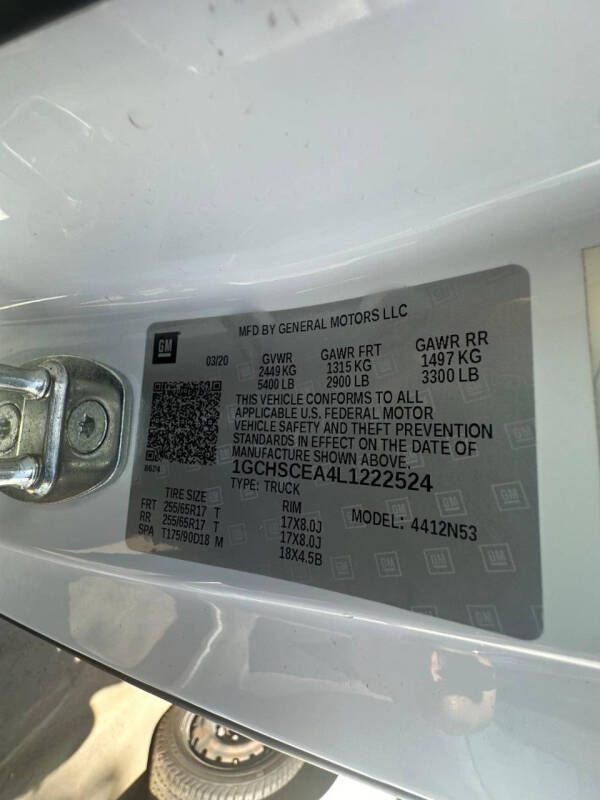 GM
MFD BY GENERAL MOTORS LLC
03/20 GVWR GAWR FRT GAWR RR
2449 KG 1315 KG 1497 KG
5400 LB 2900 LB 3300 LB
THIS VEHICLE CONFORMS TO ALL
APPLICABLE U.S. FEDERAL MOTOR
VEHICLE SAFETY AND THEFT PREVENTION
STANDARDS IN EFFECT ON THE DATE OF
MANUFACTURE SHOWN ABOVE.
1GCHSCEA4L1222524
TYPE: TRUCK
TIRE SIZE RIM MODEL: 4412N53
FRT 255/65R17 T 17X8.0J
RR 255/65R17 T 17X8.0J
SPA T175/90D18 M 18X4.5B